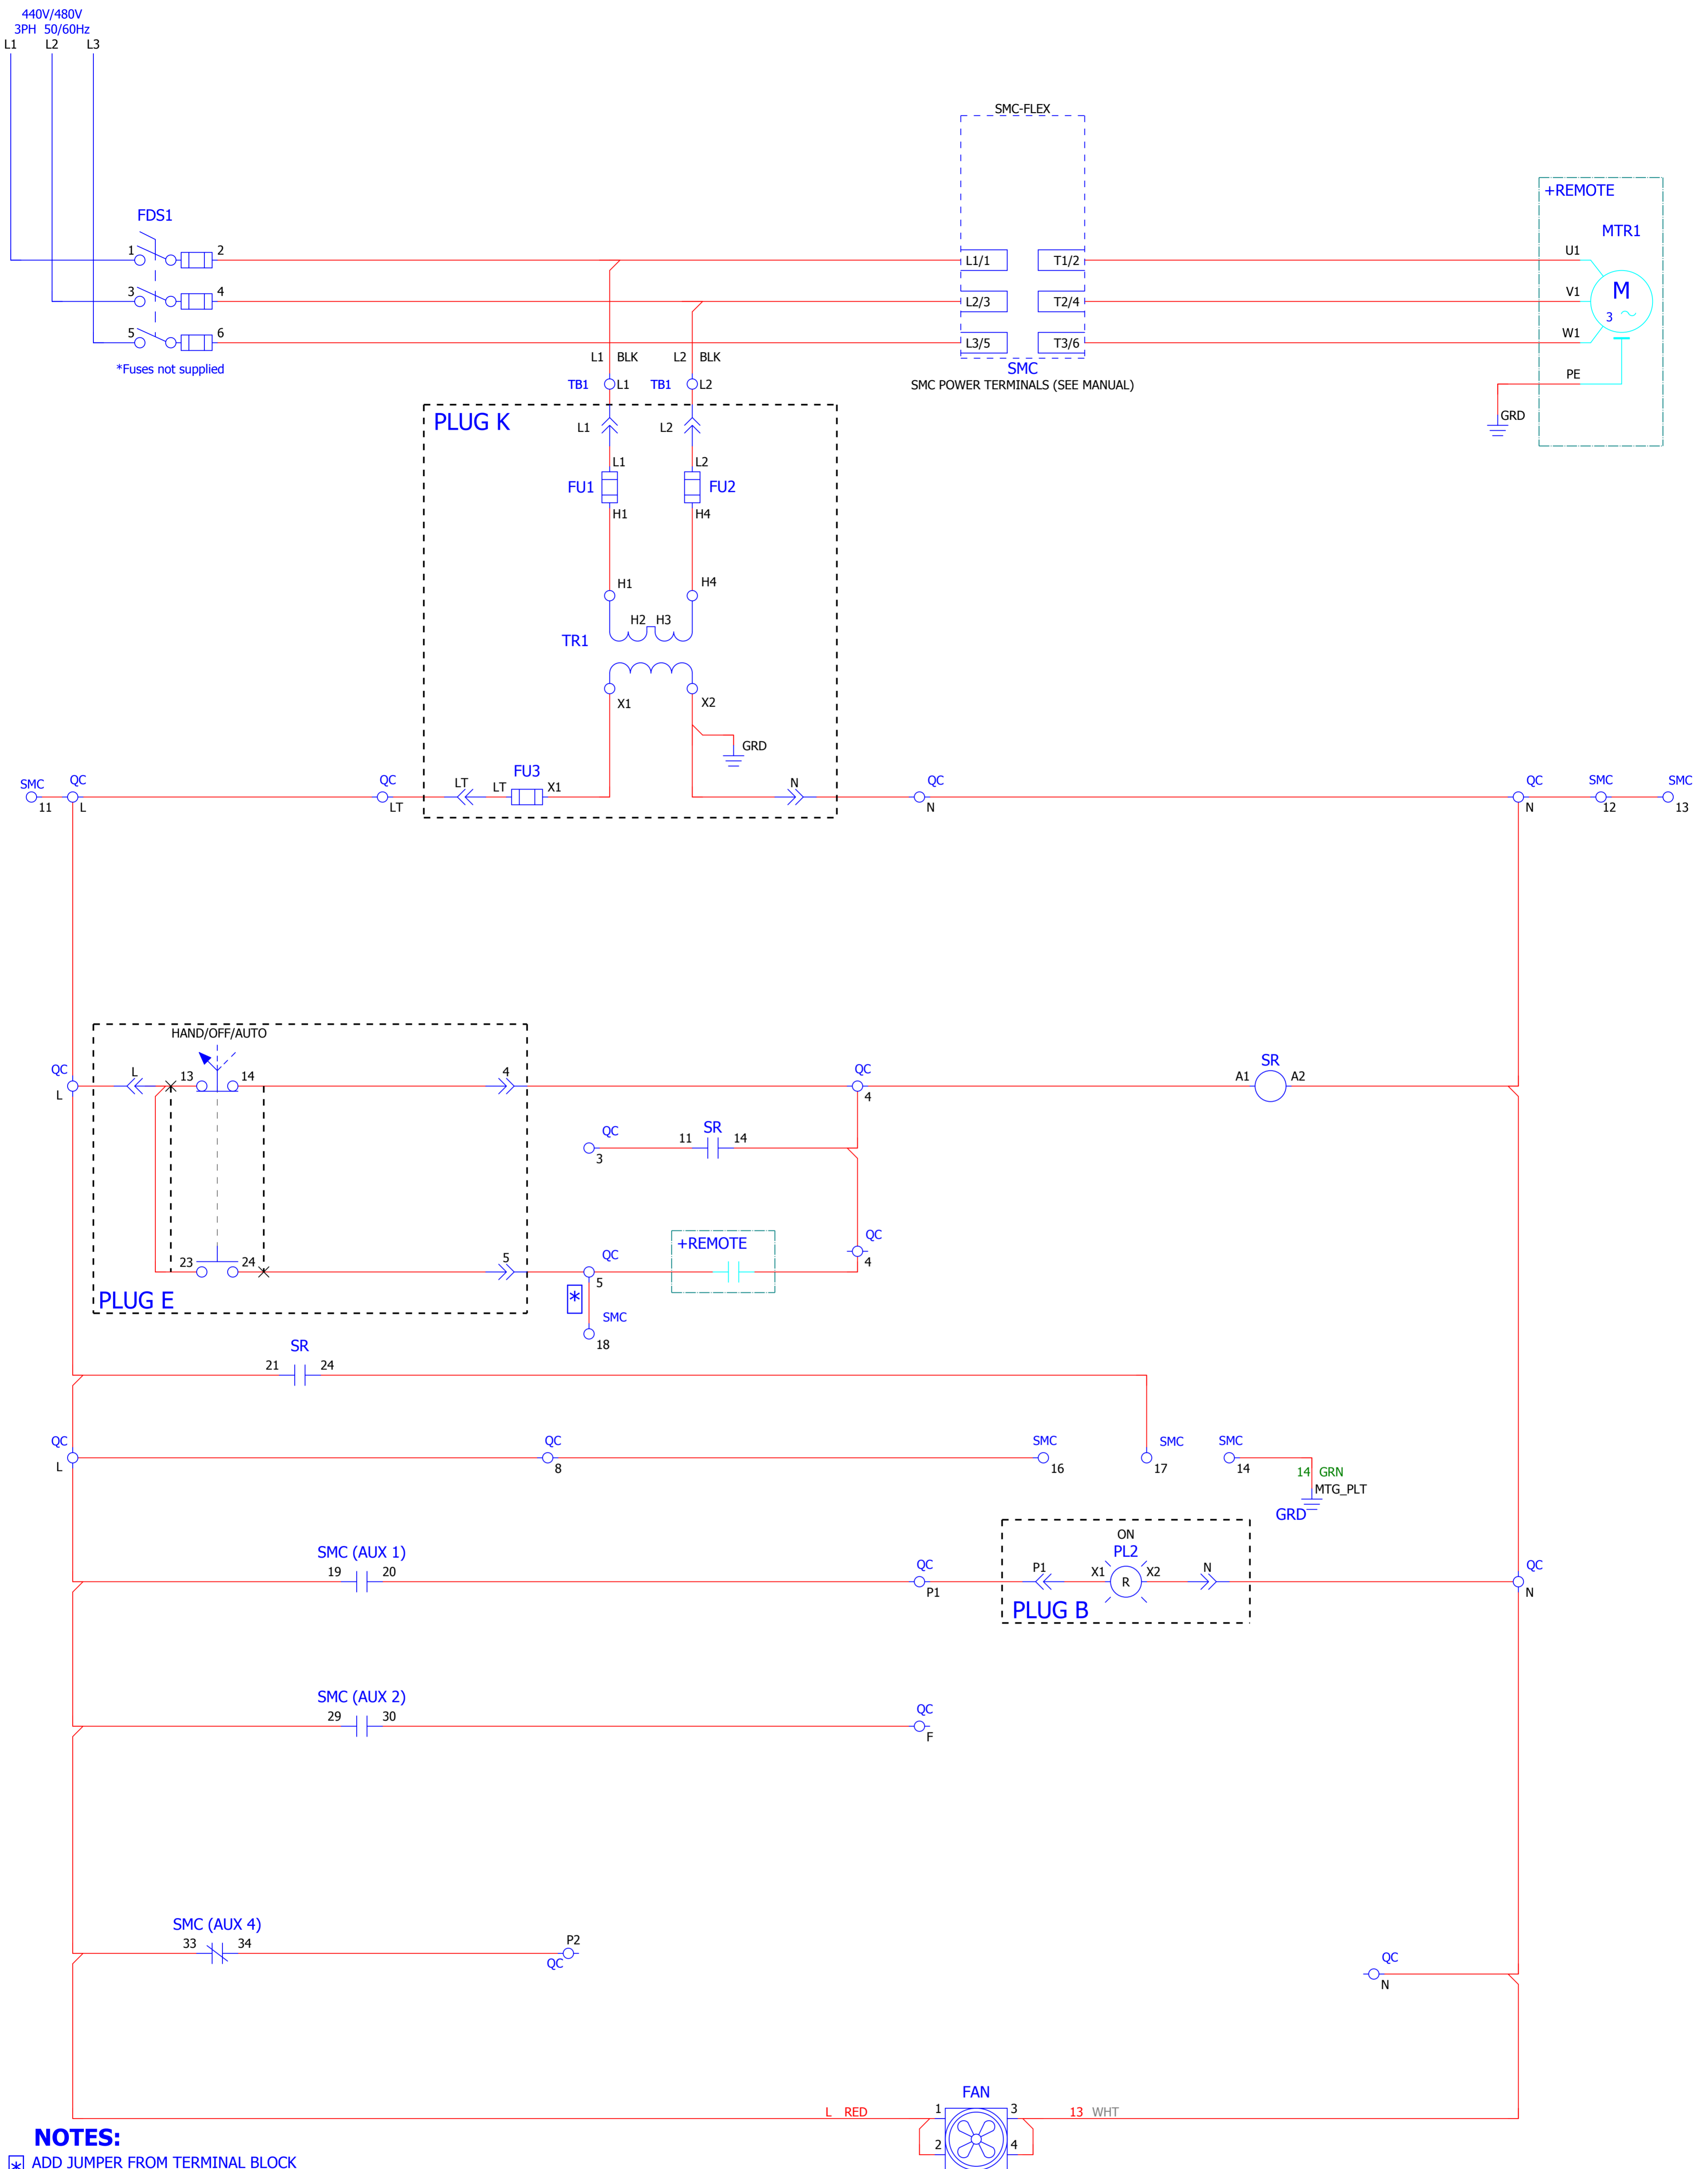 440V/480V
3PH 50/60Hz
L1 L2 L3
SMC-FLEX
+REMOTE
FDS1
MTR1
1 2 L1/1 T1/2 U1
3 4 L2/3 T2/4 V1
M
3
5 6 L3/5 T3/6 W1
*Fuses not supplied
L1 BLK L2 BLK
SMC
SMC POWER TERMINALS (SEE MANUAL)
PE
TB1 L1 TB1 L2
GRD
PLUG K
L1 L2
L1 L2
FU1 FU2
H1 H4
H1 H4
H2 H3
TR1
X1 X2
GRD
FU3
SMC QC QC LT LT X1 N QC QC SMC SMC
11 L LT N N 12 13
HAND/OFF/AUTO
QC L 13 14 4 QC A1 SR A2
L 4
QC 11 SR 14
3
+REMOTE
QC
23 24 5 QC 4
5
PLUG E
*
SMC
18
SR
21 24
QC QC SMC SMC SMC
L 8 16 17 14
14 GRN
MTG_PLT
GRD
ON
SMC (AUX 1) PL2
19 20 QC P1 X1 R X2 N QC
P1 N
PLUG B
SMC (AUX 2)
29 30 QC
F
SMC (AUX 4)
33 34 P2
QC
QC
N
FAN
L RED 1 3 13 WHT
2 4
NOTES:
* ADD JUMPER FROM TERMINAL BLOCK